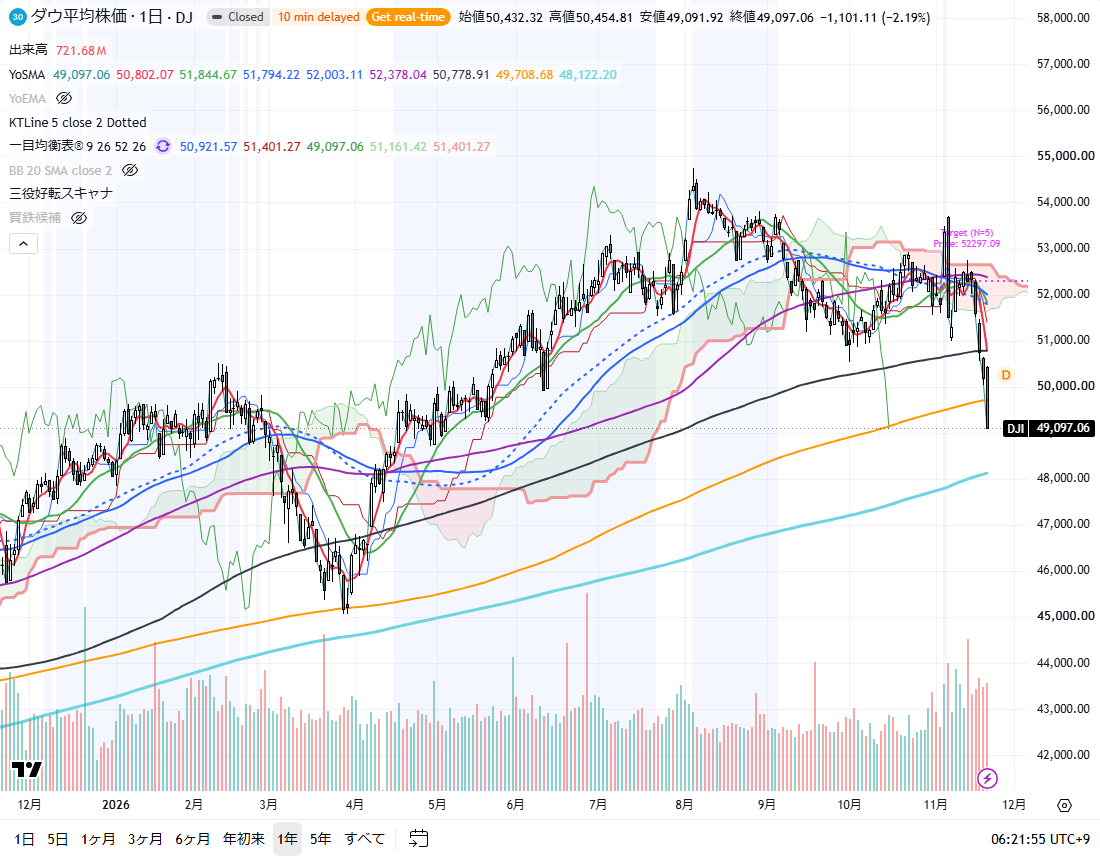 30 ダウ平均株価 · 1日 · DJ Closed 10 min delayed Get real-time 始値50,432.32 高値50,454.81 安値49,091.92 終値49,097.06 −1,101.11 (−2.19%)
出来高 721.68 M
YoSMA 49,097.06 50,802.07 51,844.67 51,794.22 52,003.11 52,378.04 50,778.91 49,708.68 48,122.20
YoEMA
KTLine 5 close 2 Dotted
一目均衡表® 9 26 52 26 50,921.57 51,401.27 49,097.06 51,161.42 51,401.27
BB 20 SMA close 2
三役好転スキャナ
買鉄候補
58,000.00
57,000.00
56,000.00
55,000.00
54,000.00
53,000.00
52,000.00
51,000.00
50,000.00
DJI 49,097.06
48,000.00
47,000.00
46,000.00
45,000.00
44,000.00
43,000.00
42,000.00
Target (N=5)
Price: 52297.09
D
12月 2026 2月 3月 4月 5月 6月 7月 8月 9月 10月 11月 12月
1日 5日 1ヶ月 3ヶ月 6ヶ月 年初来 1年 5年 すべて 06:21:55 UTC+9